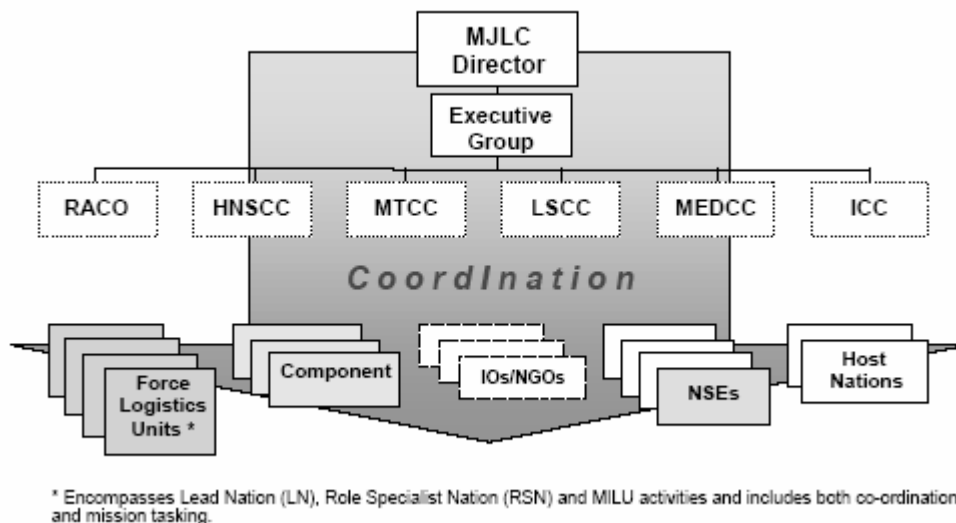 MJLC
Director
Executive
Group
RACO
HNSCC
MTCC
LSCC
MEDCC
ICC
CoordInation
Force
Logistics
Units *
Component
IOs/NGOs
NSEs
Host
Nations
* Encompasses Lead Nation (LN), Role Specialist Nation (RSN) and MILU activities and includes both co-ordination
and mission tasking.